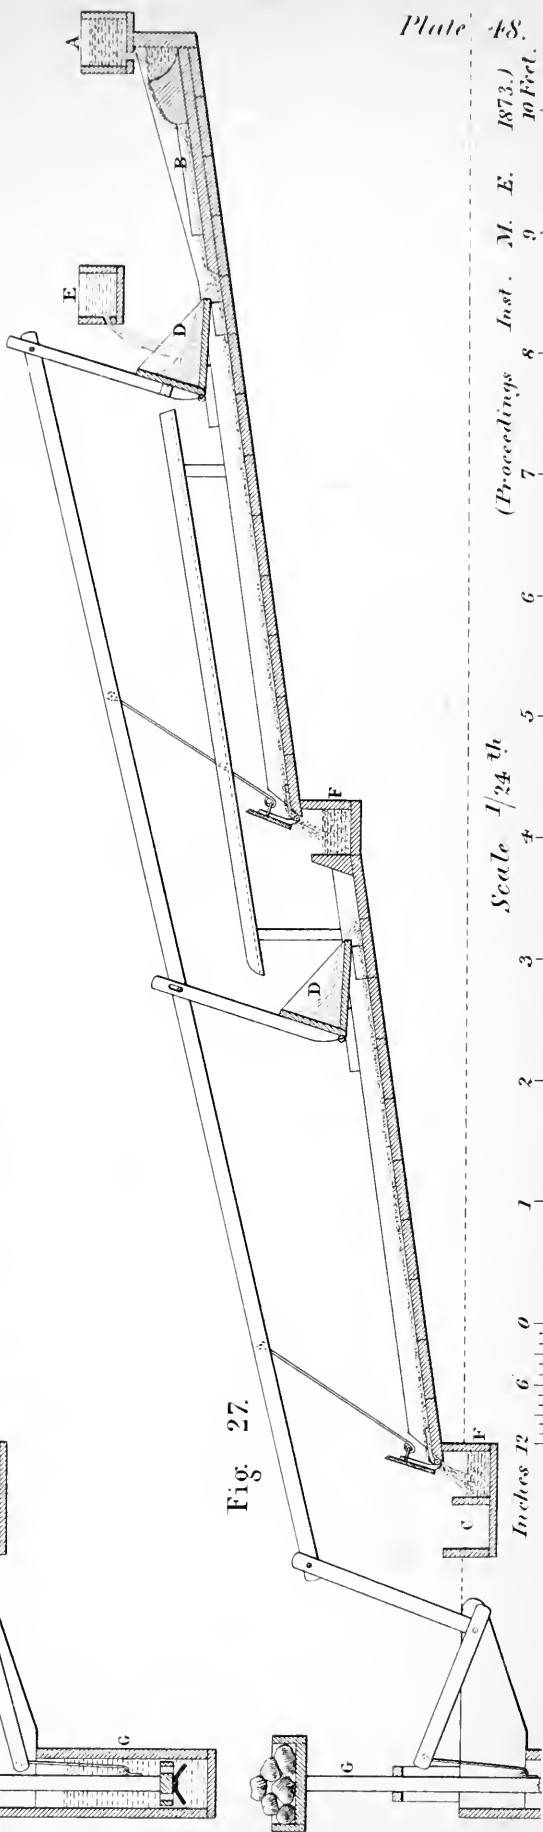 Plate 48.
A
B
E
D
F
D
Fig. 27.
F
C
G
G
(Proceedings Inst. M. E. 1873.)
Scale 1/24 th
Inches 12 6 0 1 2 3 4 5 6 7 8 9 10 Feet.